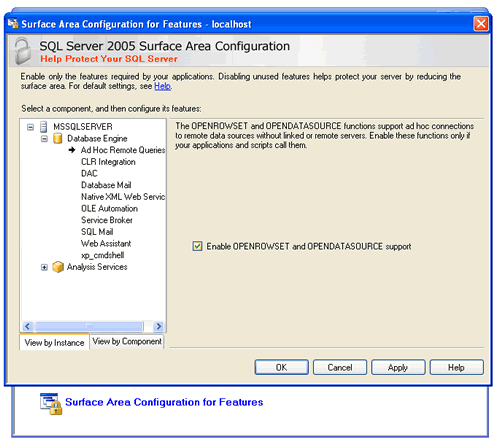 Surface Area Configuration for Features - localhost
SQL Server 2005 Surface Area Configuration
Help Protect Your SQL Server
Enable only the features required by your applications. Disabling unused features helps protect your server by reducing the
surface area. For default settings, see Help.
Select a component, and then configure its features:
MSSQLSERVER
Database Engine
Ad Hoc Remote Queries
CLR Integration
DAC
Database Mail
Native XML Web Servic
OLE Automation
Service Broker
SQL Mail
Web Assistant
xp_cmdshell
Analysis Services
View by Instance
View by Component
The OPENROWSET and OPENDATASOURCE functions support ad hoc connections
to remote data sources without linked or remote servers. Enable these functions only if
your applications and scripts call them.
Enable OPENROWSET and OPENDATASOURCE support
OK
Cancel
Apply
Help
Surface Area Configuration for Features